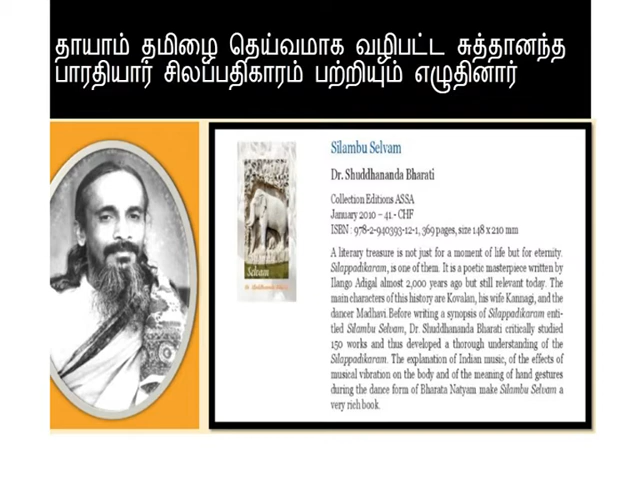 தாயாம் தமிழை தெய்வமாக வழிபட்ட சுத்தானந்த
பாரதியார் சிலப்பதிகாரம் பற்றியும் எழுதினார்
Silambu Selvam
Dr. Shuddhananda Bharati
Collection Editions ASSA
January 2010 – 41.- CHF
ISBN : 978-2-940393-12-1, 369 pages, size 148 x 210 mm
A literary treasure is not just for a moment of life but for eternity.
Silappadikaram, is one of them. It is a poetic masterpiece written by
Ilango Adigal almost 2,000 years ago but still relevant today. The
main characters of this history are Kovalan, his wife Kannagi, and the
dancer Madhavi Before writing a synopsis of Silappadikaram enti-
tled Silambu Selvam, Dr. Shuddhananda Bharati critically studied
150 works and thus developed a thorough understanding of the
Silappadikaram. The explanation of Indian music, of the effects of
musical vibration on the body and of the meaning of hand gestures
during the dance form of Bharata Natyam make Silambu Selvam a
very rich book.
Selvam